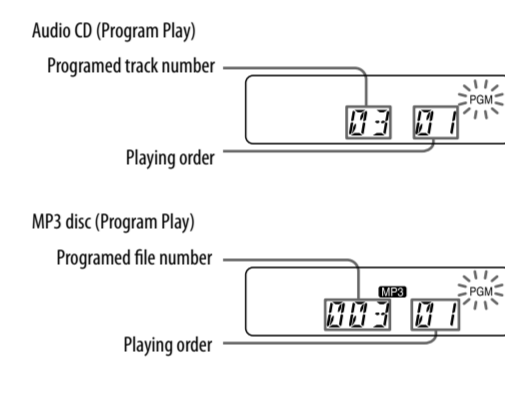 Audio CD (Program Play)
Programed track number
PGM
03 01
Playing order
MP3 disc (Program Play)
Programed file number
MP3 PGM
003 01
Playing order